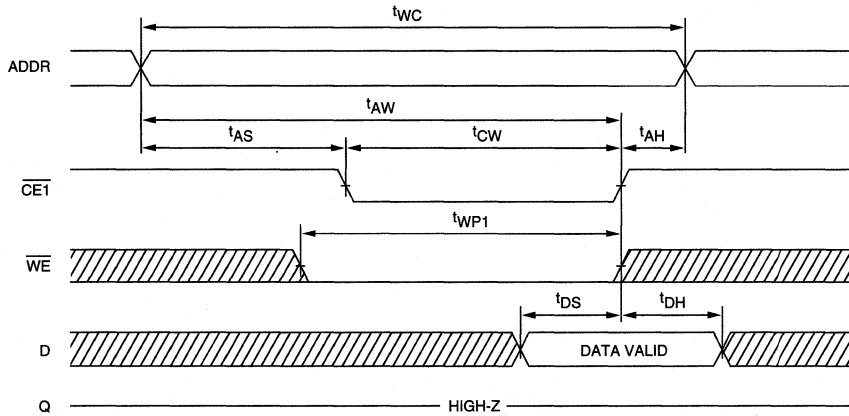 tWC
ADDR
tAW
tAS tCW tAH
CE1
tWP1
WE
tDS tDH
D DATA VALID
Q HIGH-Z